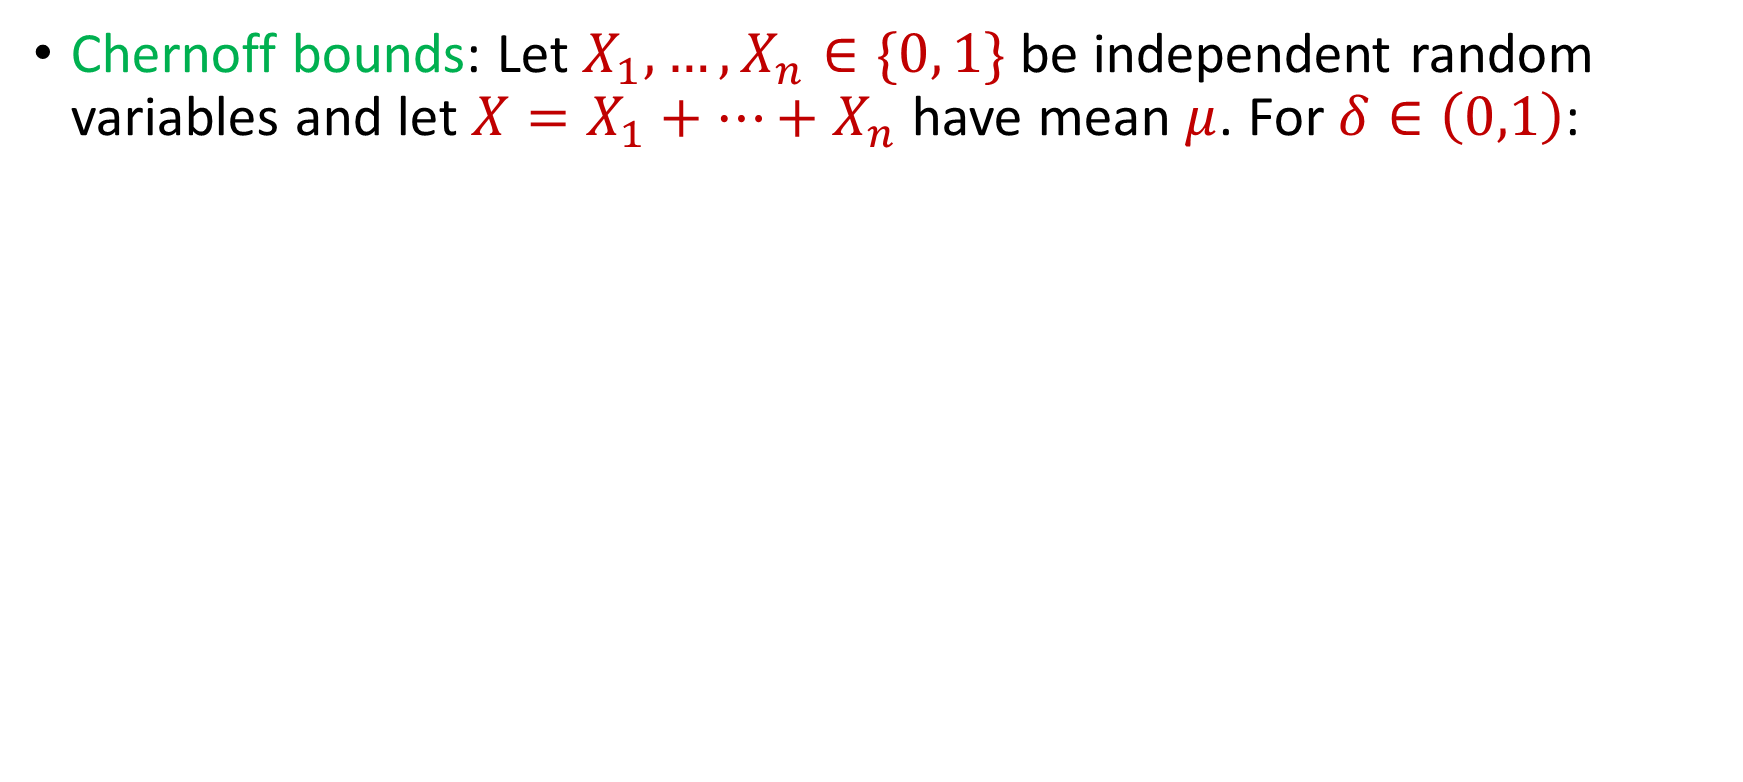 • Chernoff bounds: Let X₁, … , Xₙ ∈ {0, 1} be independent random
variables and let X = X₁ + ⋯ + Xₙ have mean μ. For δ ∈ (0,1):